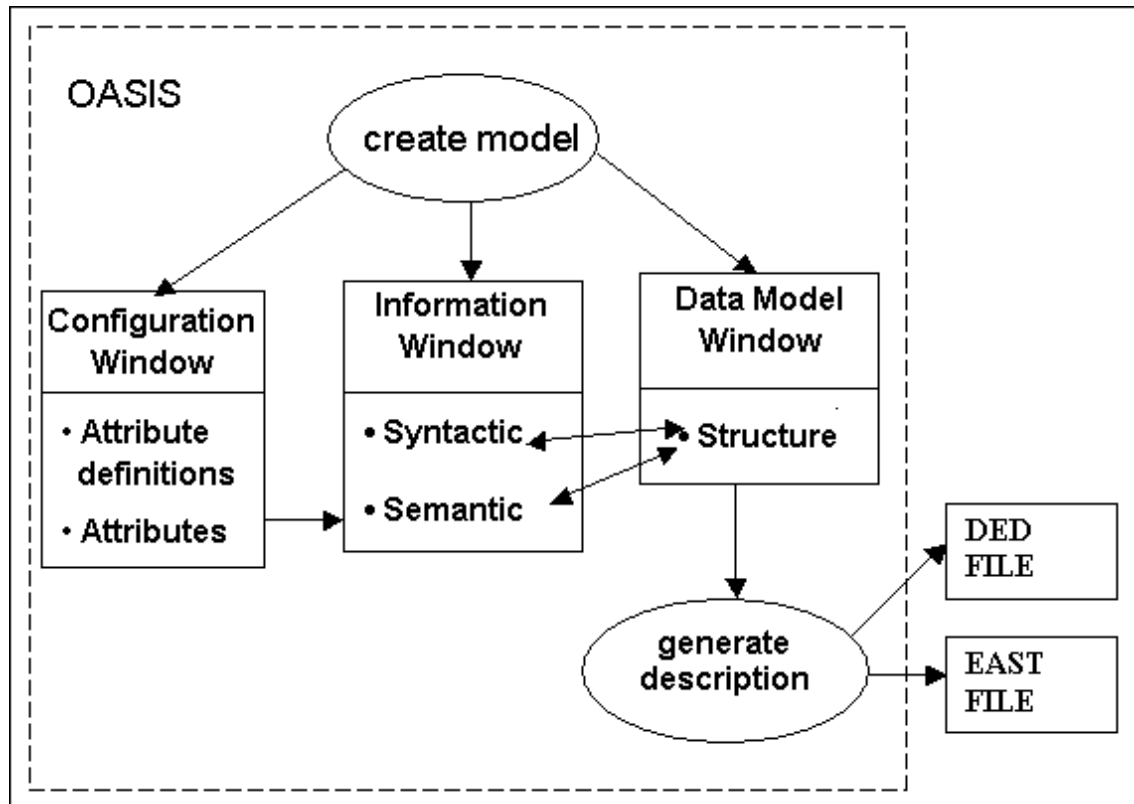 OASIS
create model
Configuration
Window
• Attribute
definitions
• Attributes
Information
Window
• Syntactic
• Semantic
Data Model
Window
• Structure
generate
description
DED
FILE
EAST
FILE